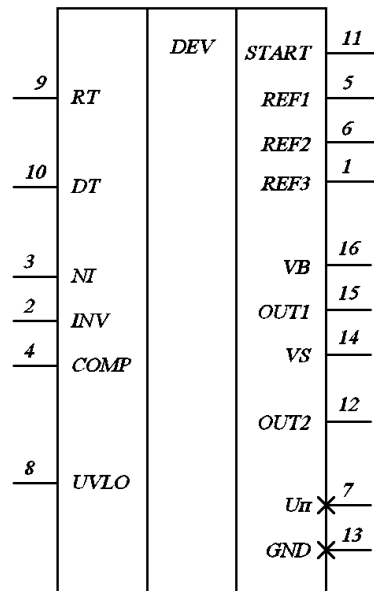 DEV
9 RT
10 DT
3 NI
2 INV
4 COMP
8 UVLO
START 11
REF1 5
REF2 6
REF3 1
VB 16
OUT1 15
VS 14
OUT2 12
Uп 7
GND 13